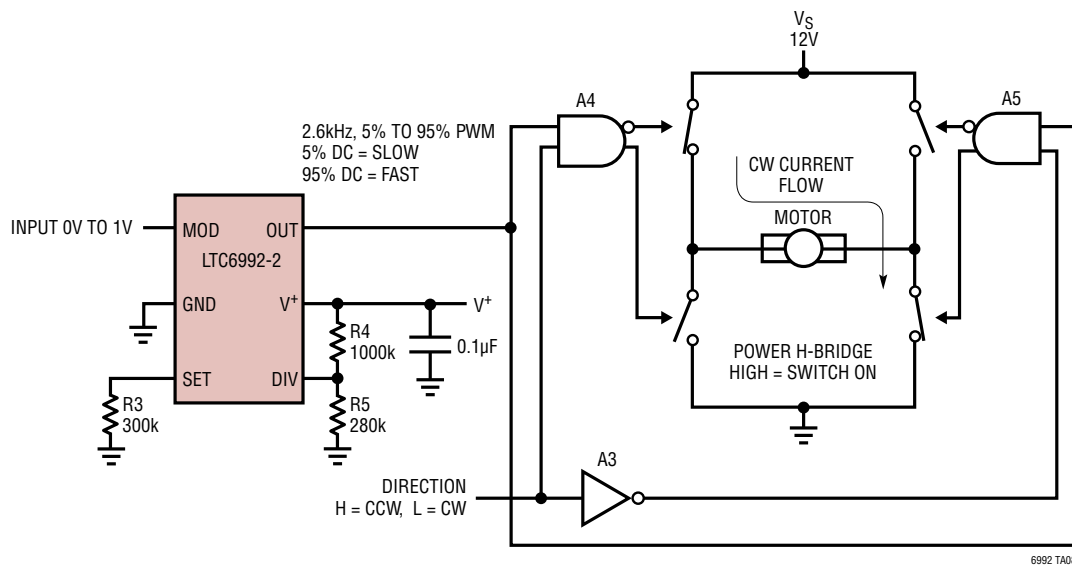 VS
12V
A4
A5
2.6kHz, 5% TO 95% PWM
5% DC = SLOW
95% DC = FAST
CW CURRENT
FLOW
MOTOR
INPUT 0V TO 1V
MOD
OUT
LTC6992-2
GND
V+
V+
R4
1000k
0.1µF
SET
DIV
R3
300k
R5
280k
POWER H-BRIDGE
HIGH = SWITCH ON
A3
DIRECTION
H = CCW, L = CW